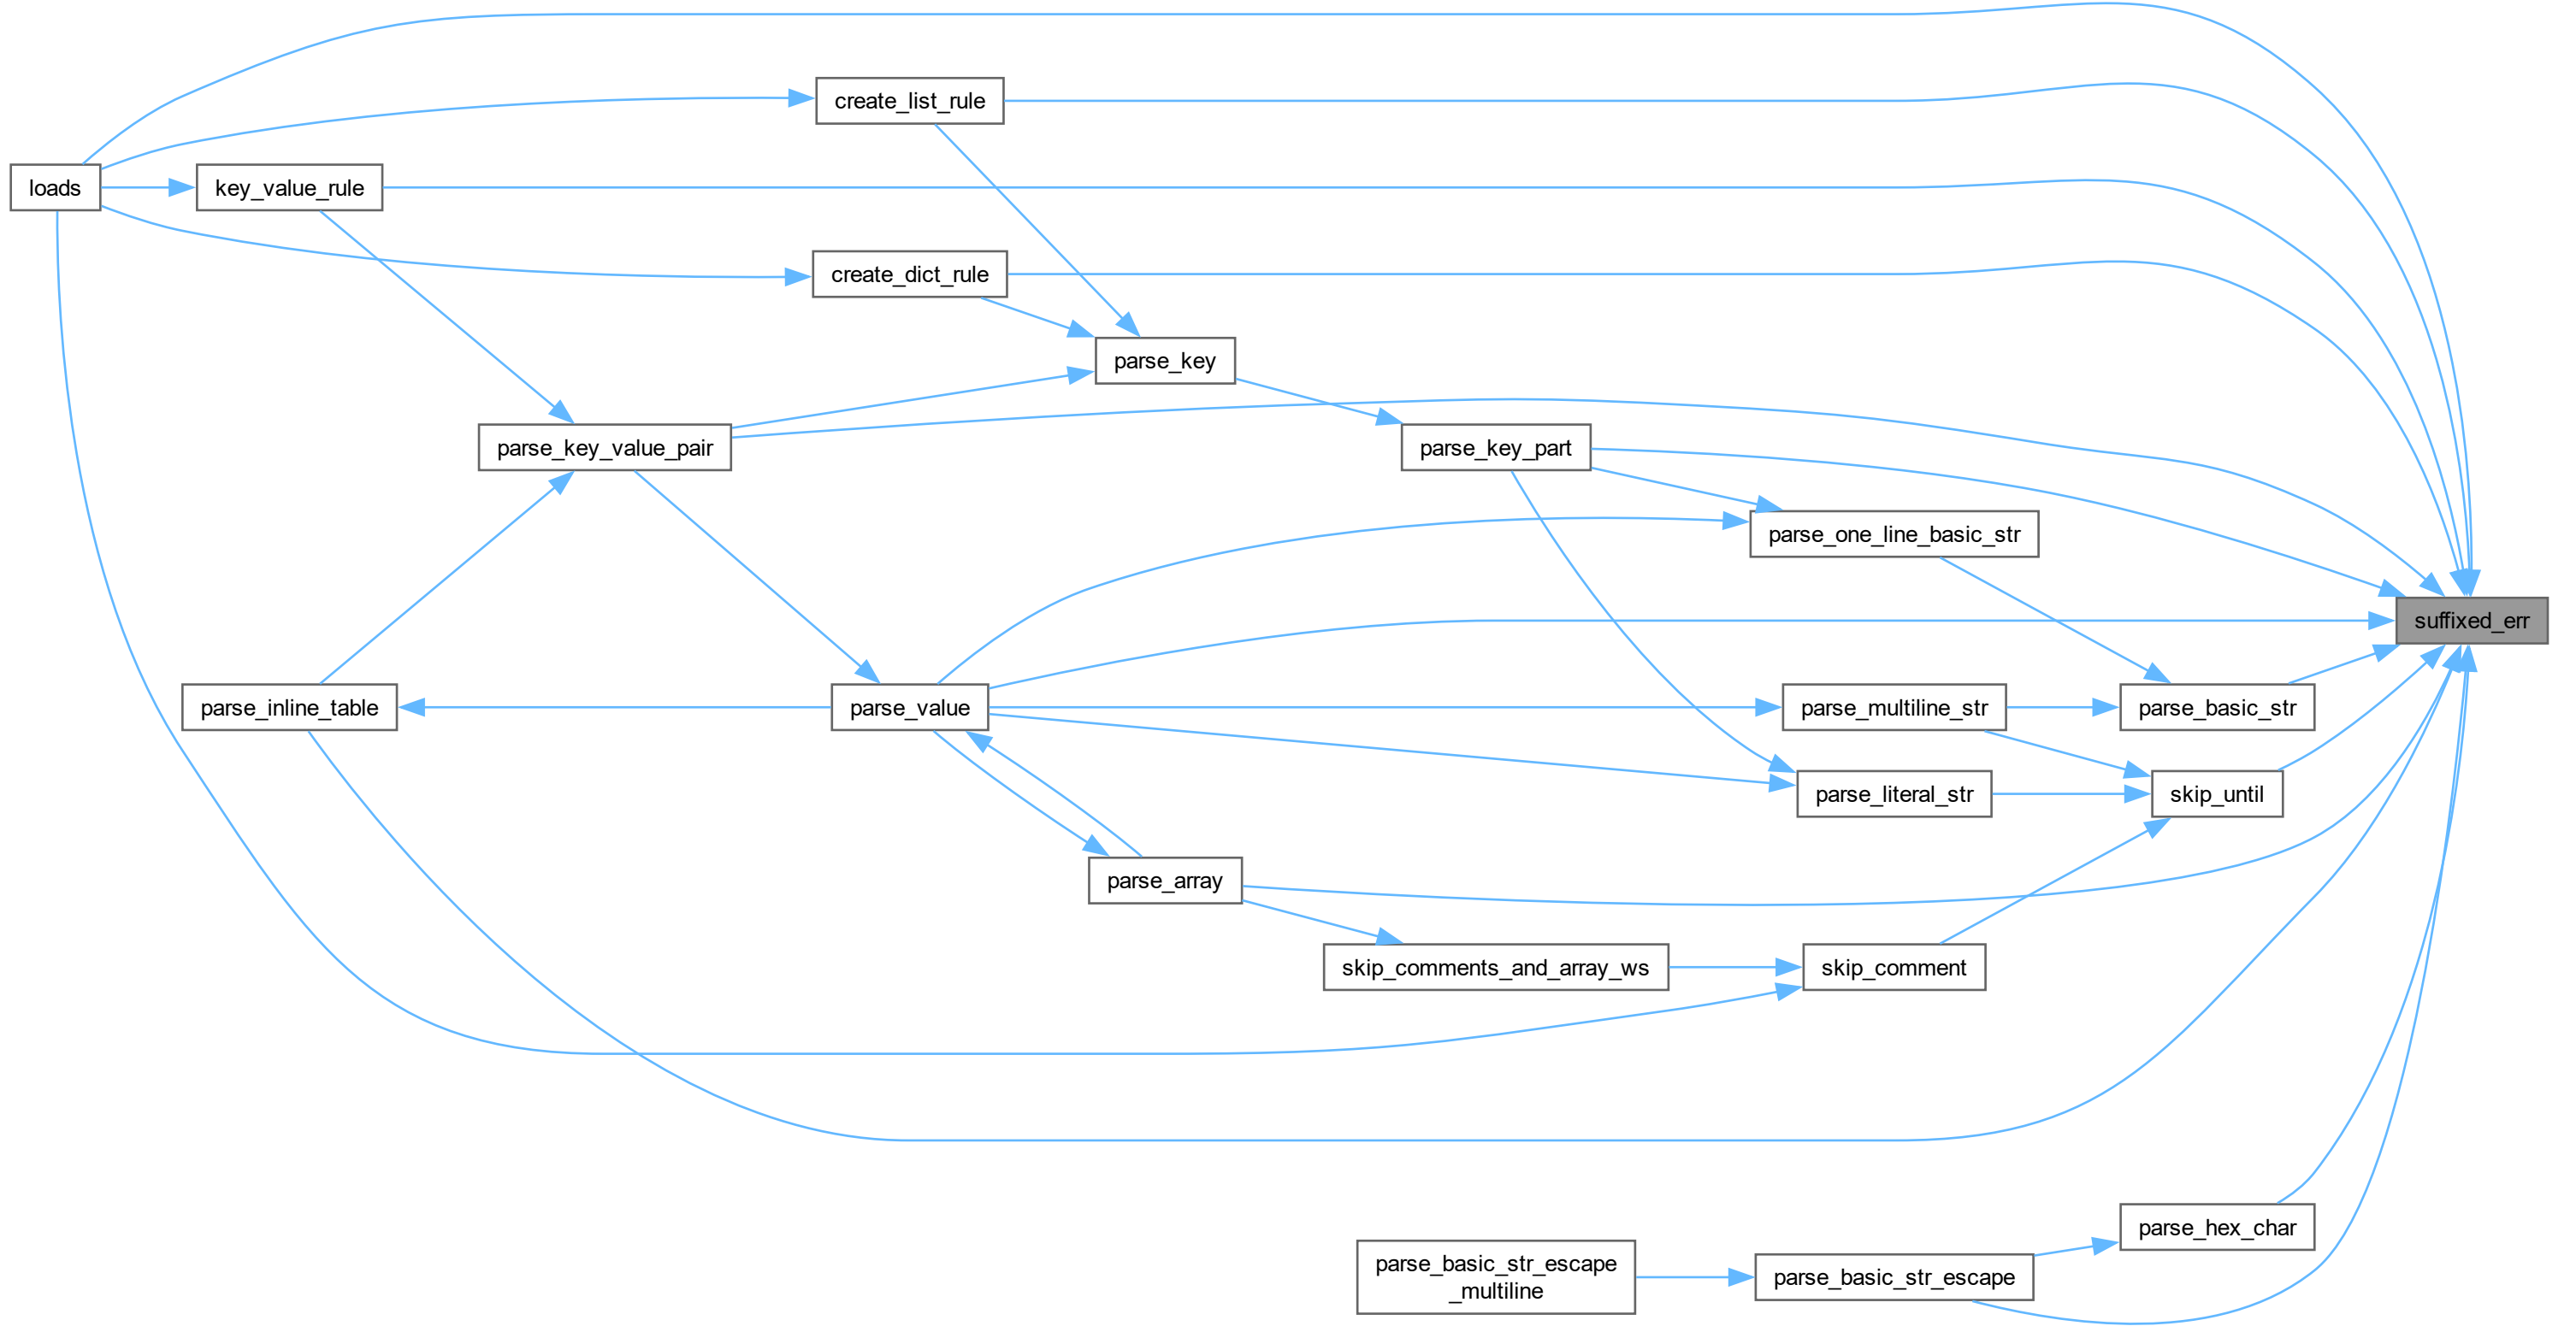 create_list_rule
loads
key_value_rule
create_dict_rule
parse_key
parse_key_value_pair
parse_key_part
parse_one_line_basic_str
suffixed_err
parse_inline_table
parse_value
parse_multiline_str
parse_basic_str
parse_literal_str
skip_until
parse_array
skip_comments_and_array_ws
skip_comment
parse_hex_char
parse_basic_str_escape
_multiline
parse_basic_str_escape